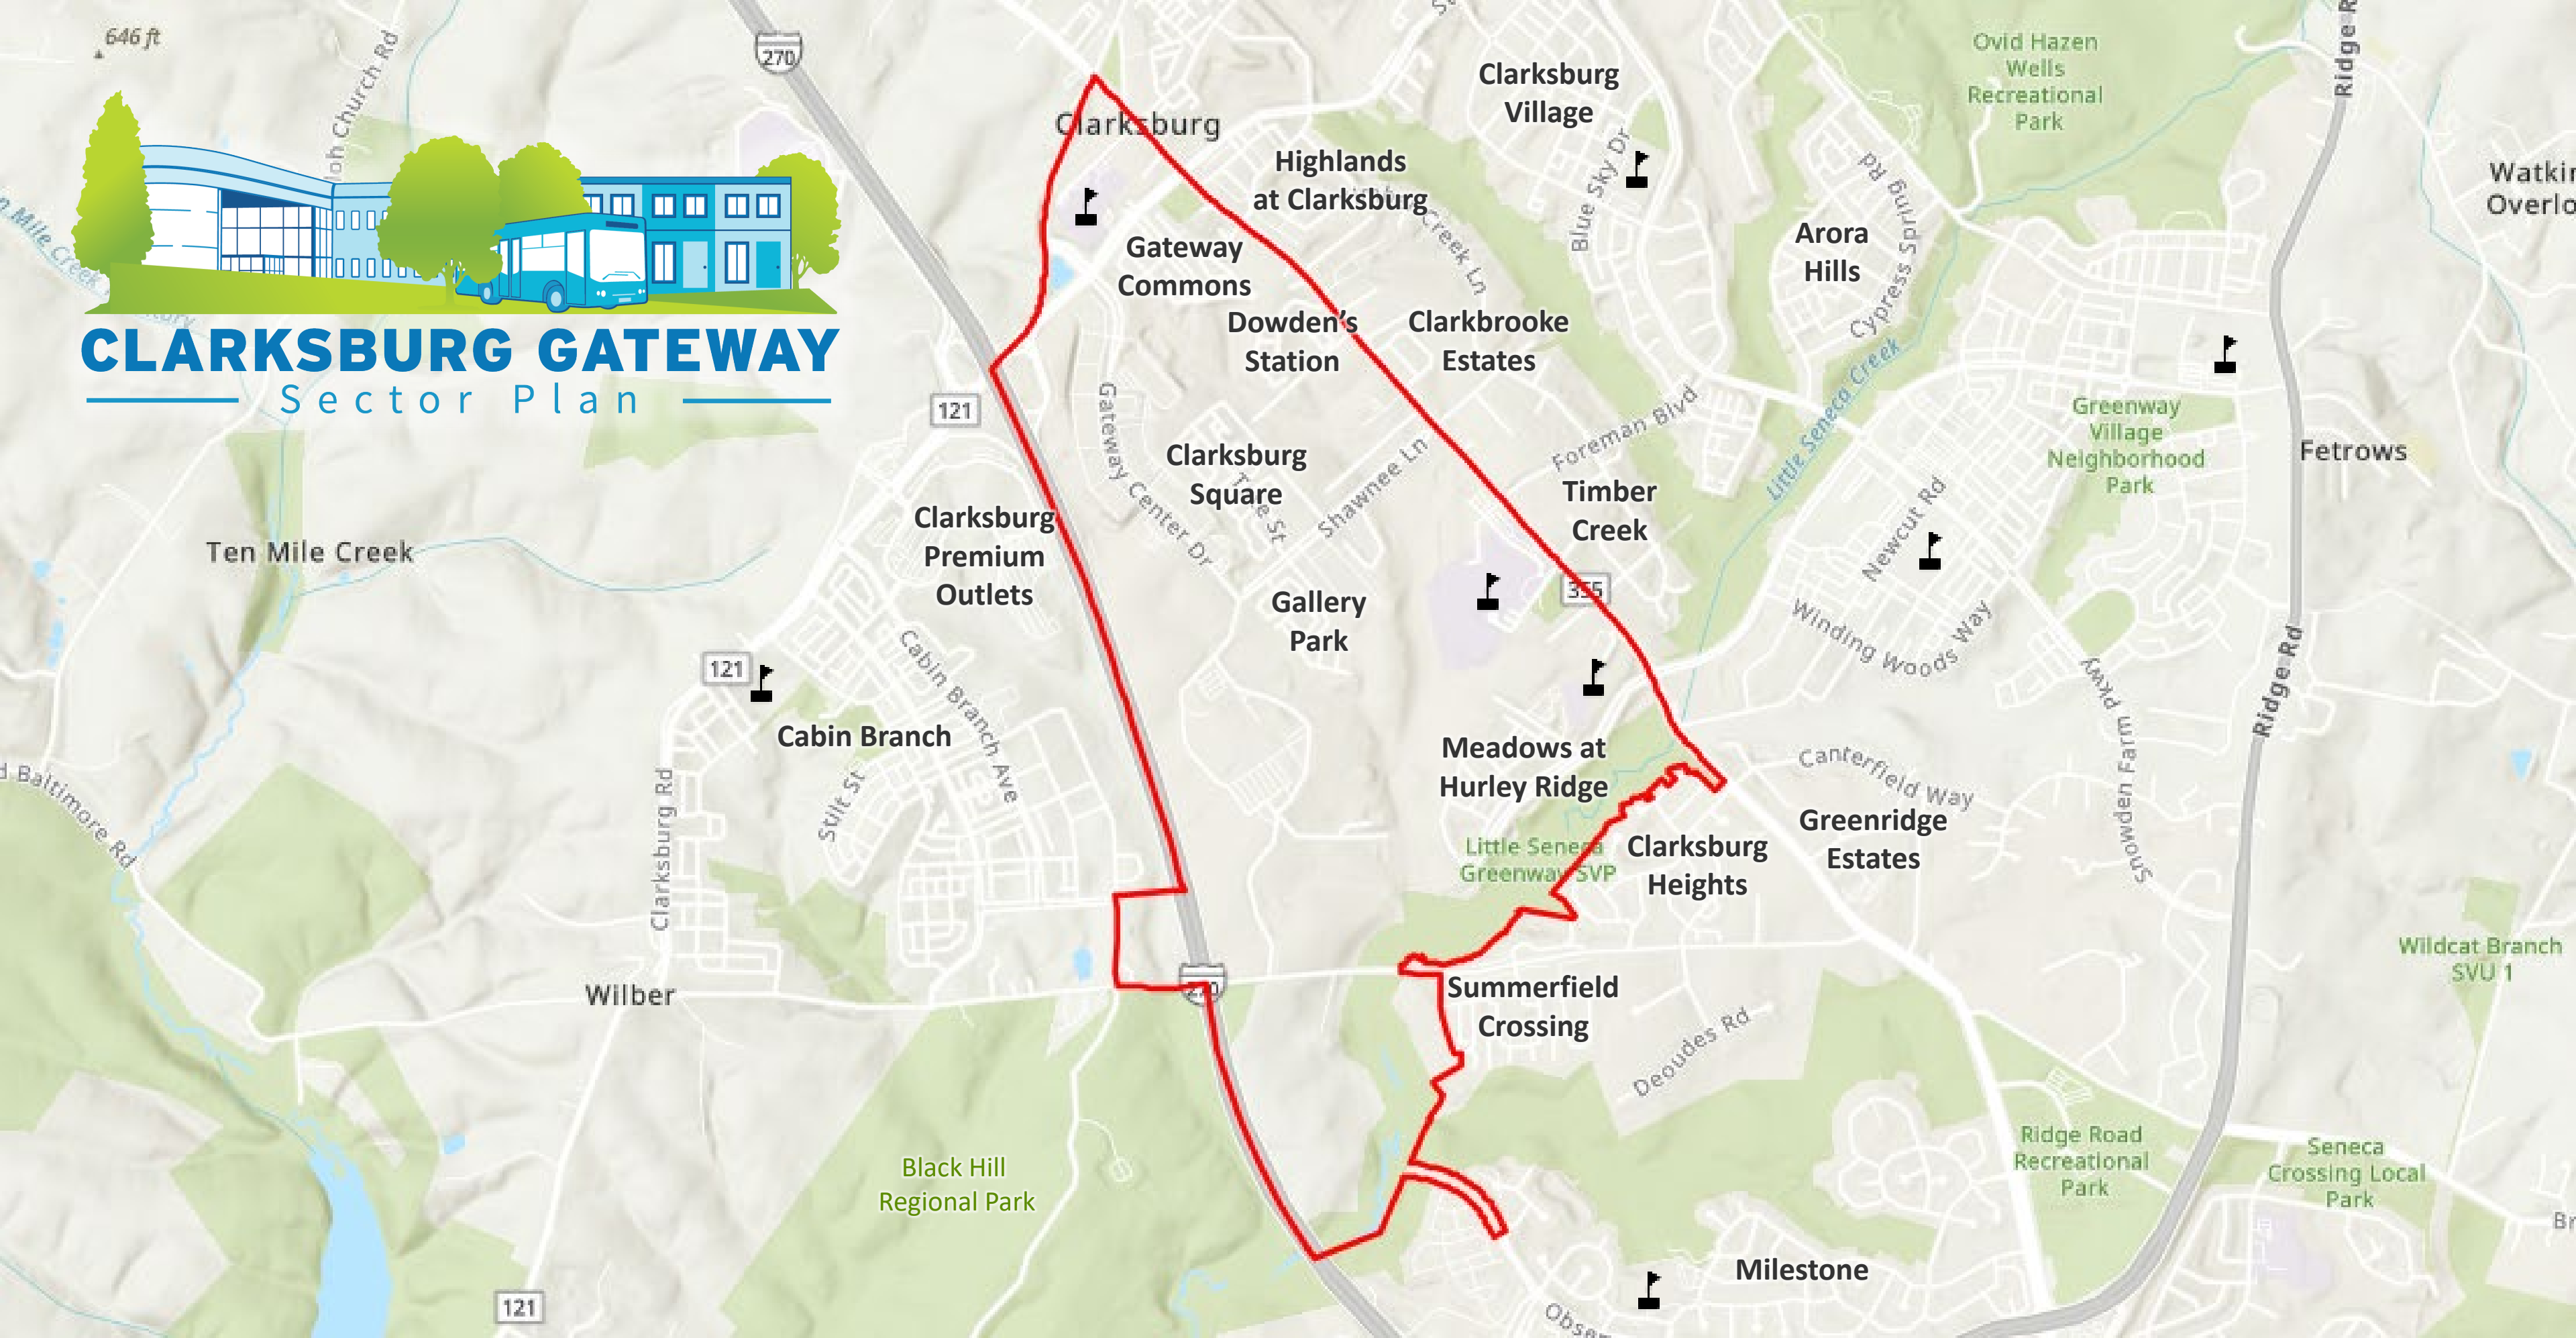 646 ft
270
Ridge R
Clarksburg
Village
Ovid Hazen
Wells
Recreational
Park
Clarksburg
Highlands
at Clarksburg
Blue Sky Dr
Spring Rd
Cypress
Arora
Hills
Creek Ln
Gateway
Commons
Mile Creek
Church Rd
CLARKSBURG GATEWAY
Sector Plan
Dowden's
Station
Clarkbrooke
Estates
121
Little Seneca Creek
Foreman Blvd
Gateway Center Dr
Clarksburg
Square
Shawnee Ln
Greenway
Village
Neighborhood
Park
Fetrows
Timber
Creek
Newcut Rd
Clarksburg
Premium
Outlets
Ten Mile Creek
355
Gallery
Park
Winding Woods Way
Cabin Branch Ave
121
Cabin Branch
Snowden Farm Pkwy
Ridge Rd
Meadows at
Hurley Ridge
Canterfield Way
Baltimore Rd
Clarksburg Rd
Stilt St
Greenridge
Estates
Little Seneca
Greenway SVP
Clarksburg
Heights
Wildcat Branch
SVU 1
Wilber
270
Summerfield
Crossing
Deoudes Rd
Black Hill
Regional Park
Ridge Road
Recreational
Park
Seneca
Crossing Local
Park
Milestone
121